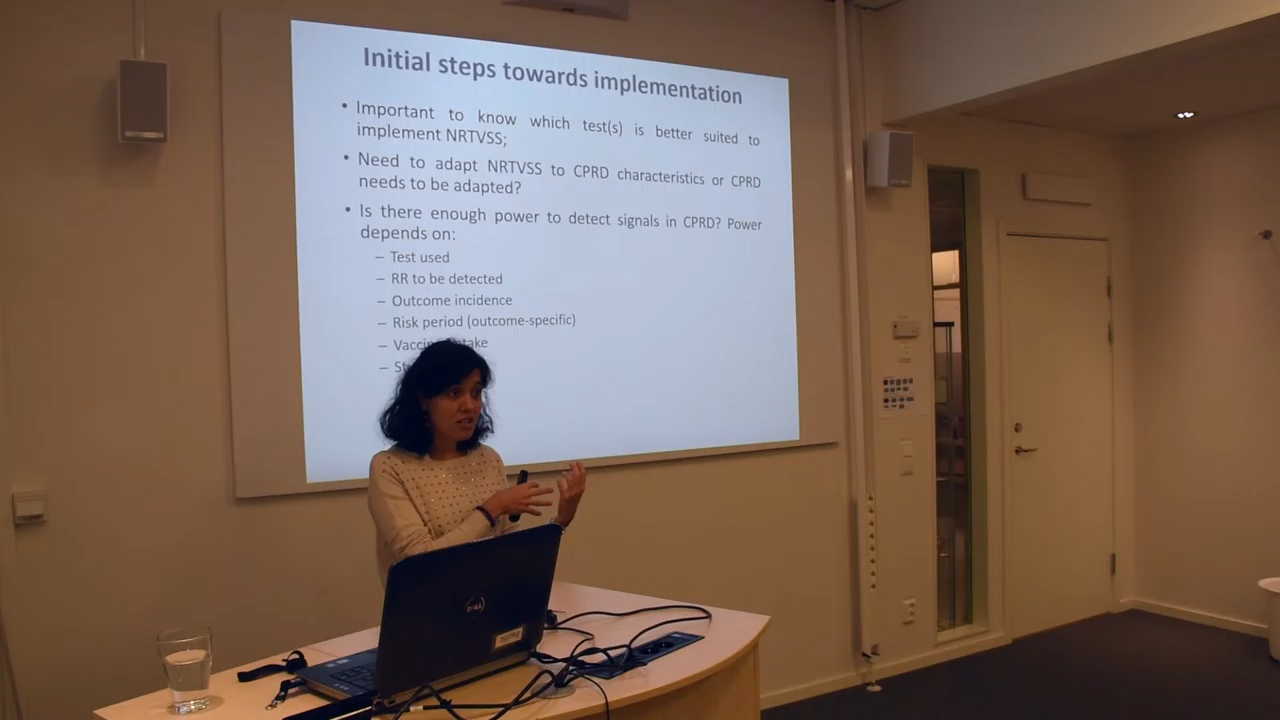 Initial steps towards implementation
• Important to know which test(s) is better suited to
implement NRTVSS;
• Need to adapt NRTVSS to CPRD characteristics or CPRD
needs to be adapted?
• Is there enough power to detect signals in CPRD? Power
depends on:
– Test used
– RR to be detected
– Outcome incidence
– Risk period (outcome-specific)
–
–
DELL